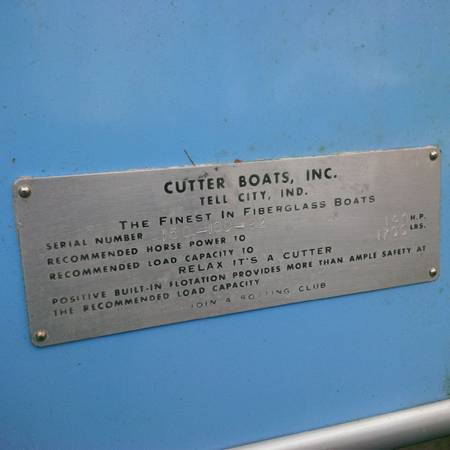 CUTTER BOATS, INC.
TELL CITY, IND.
THE FINEST IN FIBERGLASS BOATS
SERIAL NUMBER
RECOMMENDED HORSE POWER TO H.P.
RECOMMENDED LOAD CAPACITY TO LBS.
RELAX IT'S A CUTTER
POSITIVE BUILT-IN FLOTATION PROVIDES MORE THAN AMPLE SAFETY AT
THE RECOMMENDED LOAD CAPACITY
JOIN A BOATING CLUB